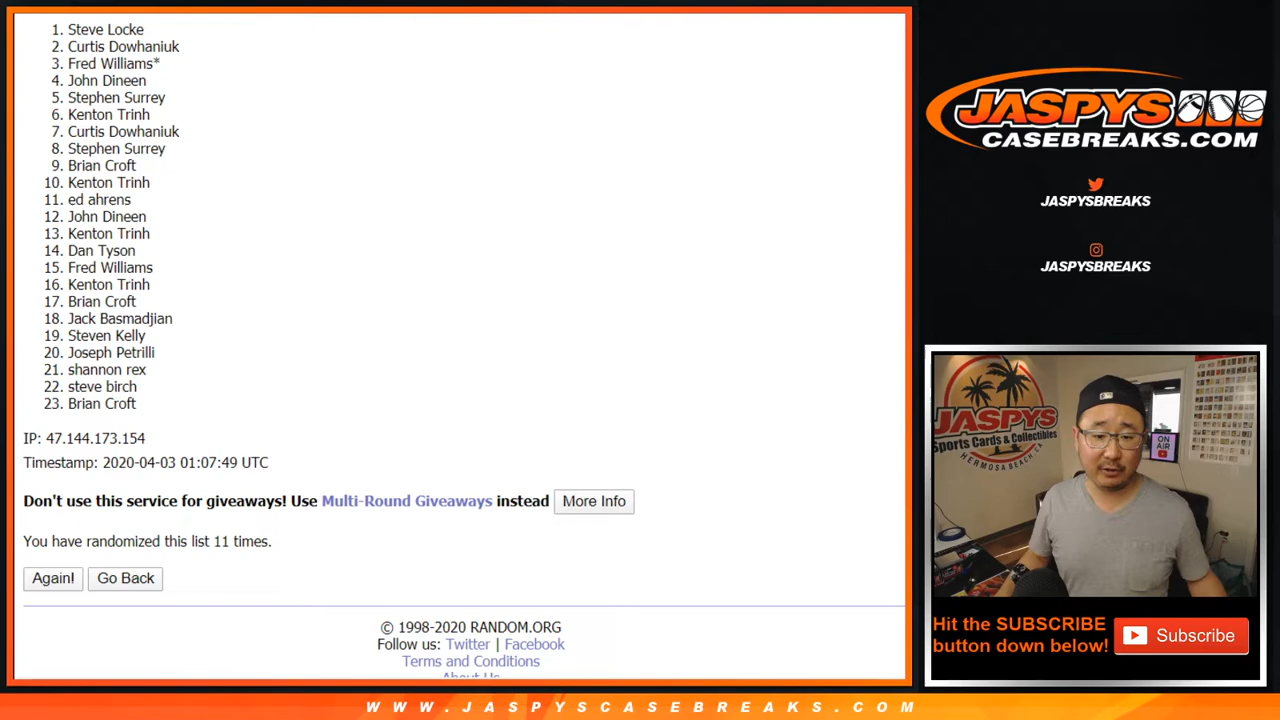 1. Steve Locke
2. Curtis Dowhaniuk
3. Fred Williams*
4. John Dineen
5. Stephen Surrey
6. Kenton Trinh
7. Curtis Dowhaniuk
8. Stephen Surrey
9. Brian Croft
10. Kenton Trinh
11. ed ahrens
12. John Dineen
13. Kenton Trinh
14. Dan Tyson
15. Fred Williams
16. Kenton Trinh
17. Brian Croft
18. Jack Basmadjian
19. Steven Kelly
20. Joseph Petrilli
21. shannon rex
22. steve birch
23. Brian Croft
IP: 47.144.173.154
Timestamp: 2020-04-03 01:07:49 UTC
Don't use this service for giveaways! Use Multi-Round Giveaways instead More Info
You have randomized this list 11 times.
Again! Go Back
© 1998-2020 RANDOM.ORG
Follow us: Twitter | Facebook
Terms and Conditions
About Us
JASPYS
CASEBREAKS.COM
JASPYSBREAKS
JASPYSBREAKS
JASPYS
Sports Cards & Collectibles
HERMOSA BEACH CA
ON
AIR
Hit the SUBSCRIBE
button down below!
Subscribe
WWW.JASPYSCASEBREAKS.COM